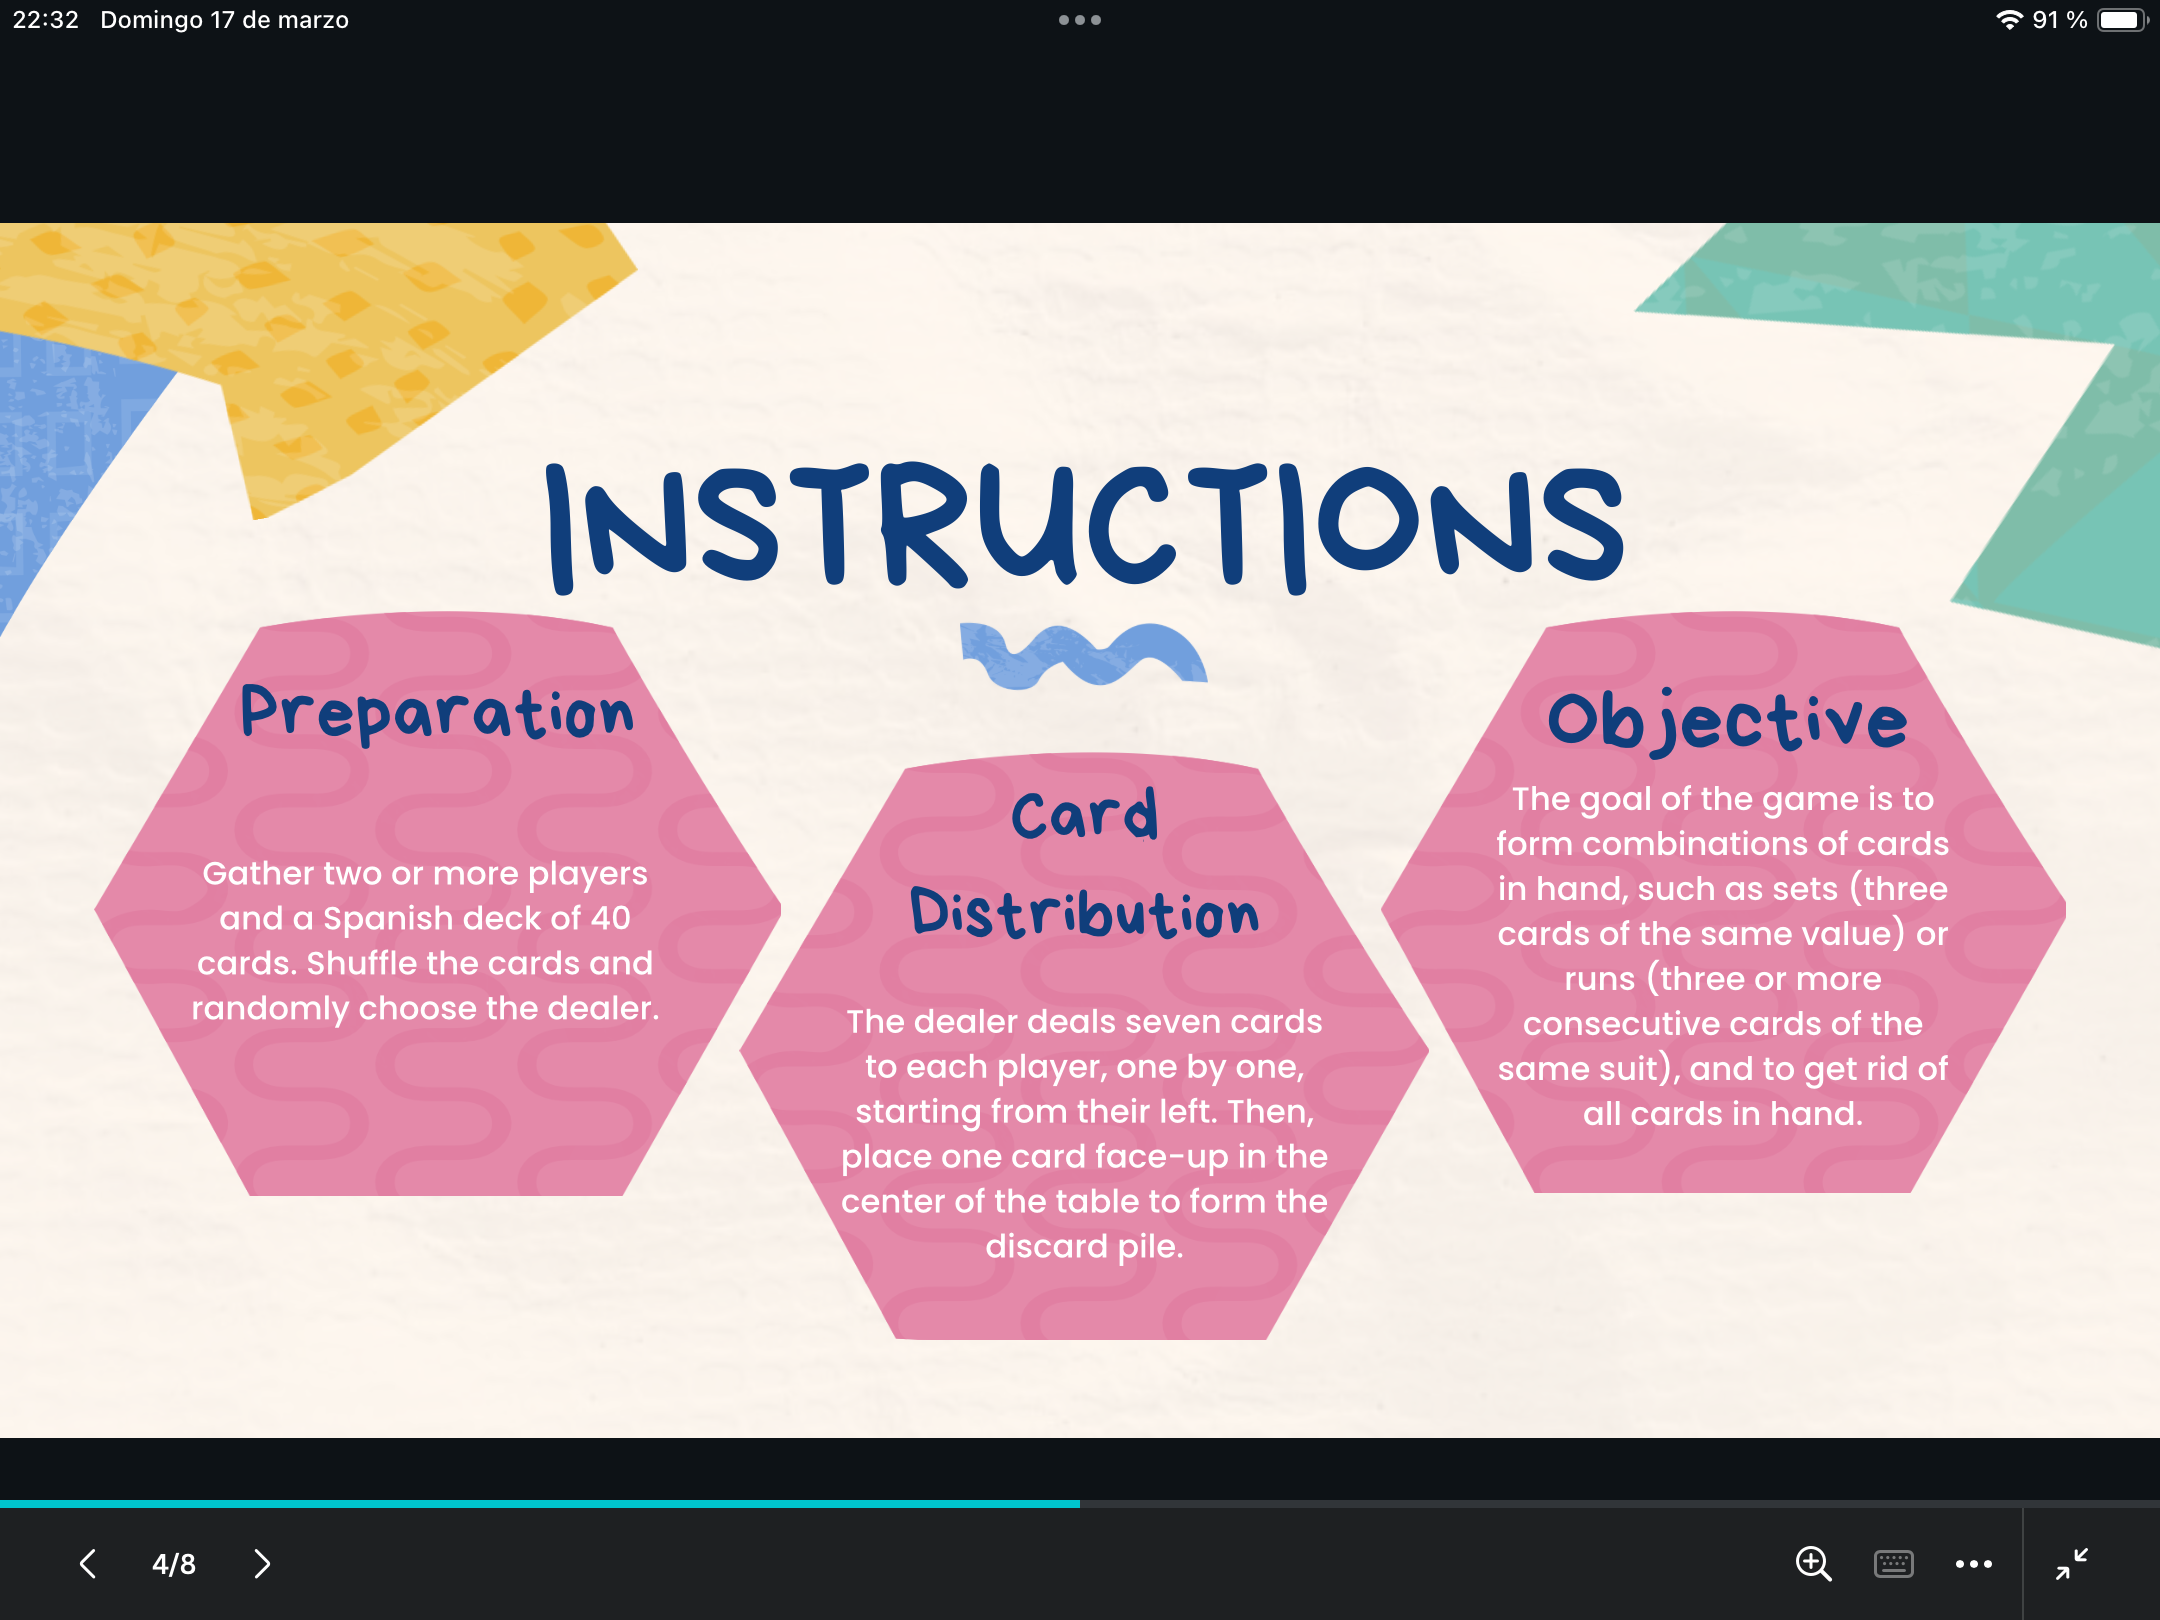 22:32 Domingo 17 de marzo
91 %
INSTRUCTIONS
Preparation
Gather two or more players
and a Spanish deck of 40
cards. Shuffle the cards and
randomly choose the dealer.
Card
Distribution
The dealer deals seven cards
to each player, one by one,
starting from their left. Then,
place one card face-up in the
center of the table to form the
discard pile.
Objective
The goal of the game is to
form combinations of cards
in hand, such as sets (three
cards of the same value) or
runs (three or more
consecutive cards of the
same suit), and to get rid of
all cards in hand.
4/8